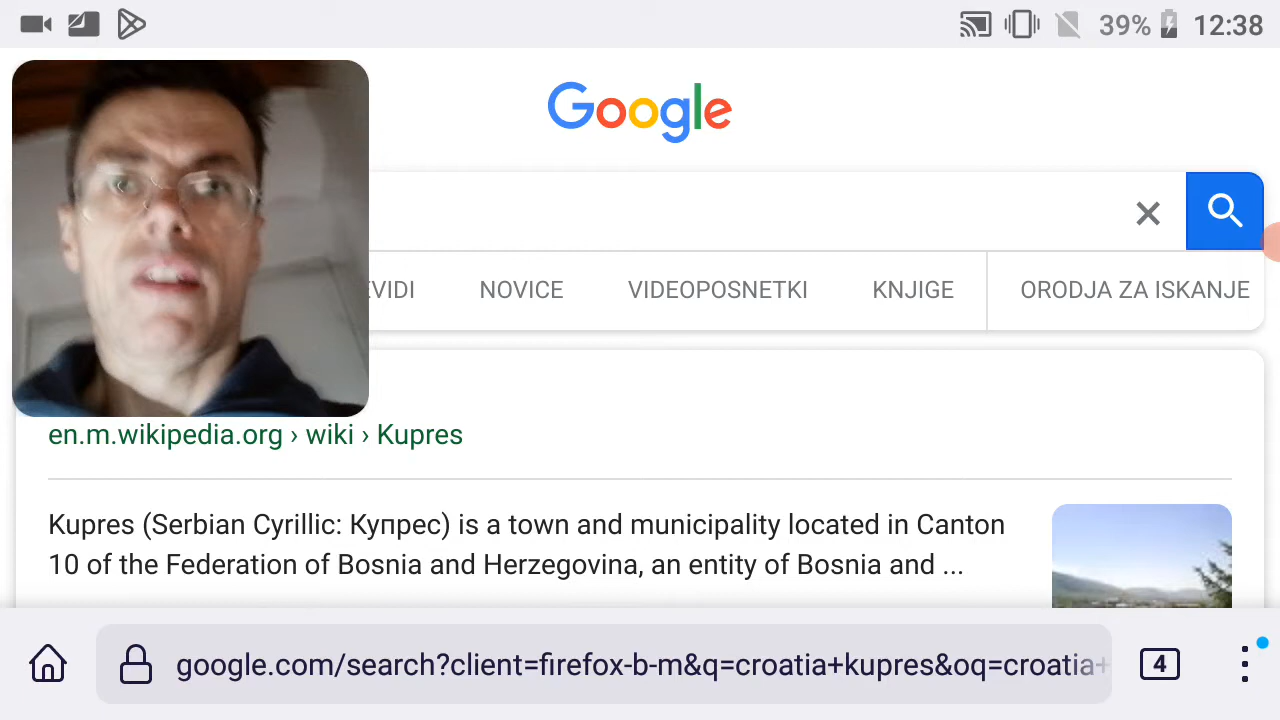 39% 12:38
Google
EVIDI NOVICE VIDEOPOSNETKI KNJIGE ORODJA ZA ISKANJE
en.m.wikipedia.org › wiki › Kupres
Kupres (Serbian Cyrillic: Купрес) is a town and municipality located in Canton
10 of the Federation of Bosnia and Herzegovina, an entity of Bosnia and ...
google.com/search?client=firefox-b-m&q=croatia+kupres&oq=croatia+ 4